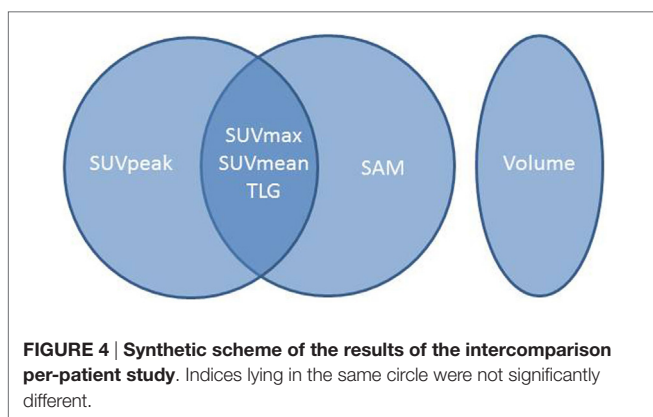 SUVpeak
SUVmax
SUVmean
TLG
SAM
Volume
FIGURE 4 | Synthetic scheme of the results of the intercomparison
per-patient study. Indices lying in the same circle were not significantly
different.